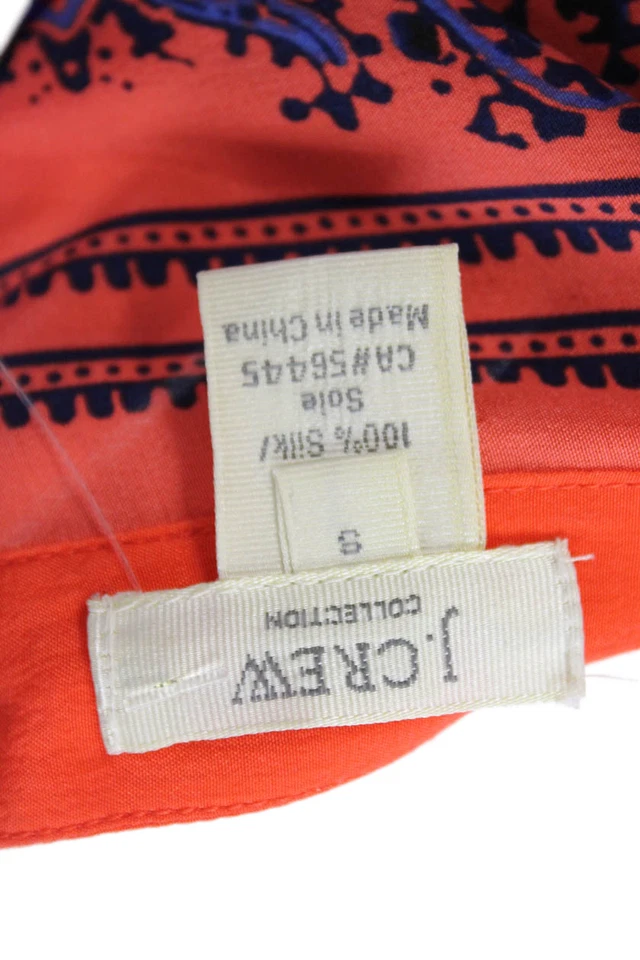 J.CREW
COLLECTION
S
100% Silk/
Soie
CA#56445
Made in China